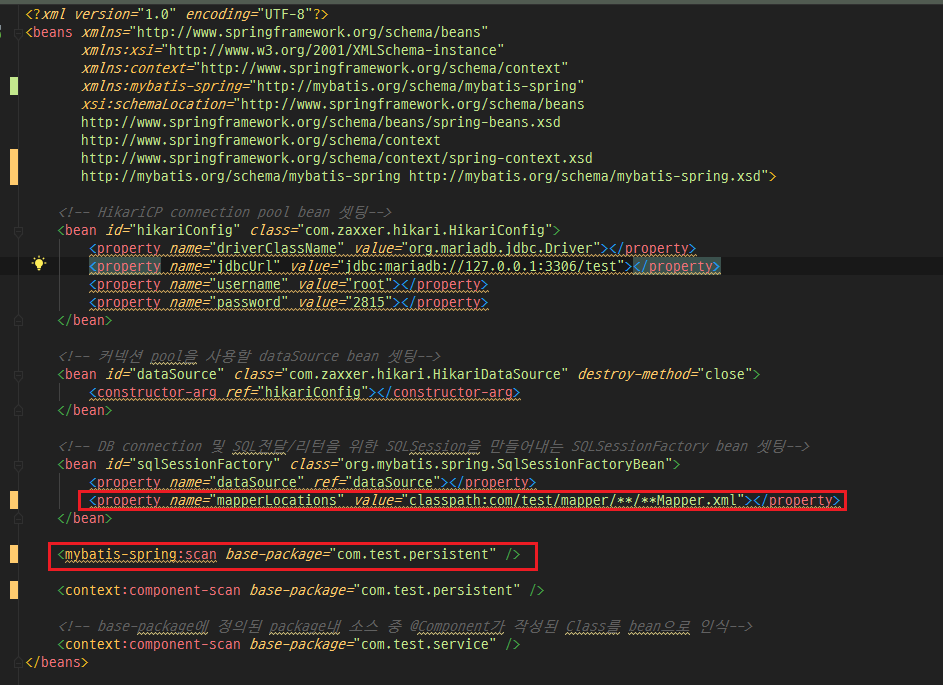 <?xml version="1.0" encoding="UTF-8"?>
<beans xmlns="http://www.springframework.org/schema/beans"
xmlns:xsi="http://www.w3.org/2001/XMLSchema-instance"
xmlns:context="http://www.springframework.org/schema/context"
xmlns:mybatis-spring="http://mybatis.org/schema/mybatis-spring"
xsi:schemaLocation="http://www.springframework.org/schema/beans
http://www.springframework.org/schema/beans/spring-beans.xsd
http://www.springframework.org/schema/context
http://www.springframework.org/schema/context/spring-context.xsd
http://mybatis.org/schema/mybatis-spring http://mybatis.org/schema/mybatis-spring.xsd">
<!-- HikariCP connection pool bean 셋팅-->
<bean id="hikariConfig" class="com.zaxxer.hikari.HikariConfig">
<property name="driverClassName" value="org.mariadb.jdbc.Driver"></property>
<property name="jdbcUrl" value="jdbc:mariadb://127.0.0.1:3306/test"></property>
<property name="username" value="root"></property>
<property name="password" value="2815"></property>
</bean>
<!-- 커넥션 pool을 사용할 dataSource bean 셋팅-->
<bean id="dataSource" class="com.zaxxer.hikari.HikariDataSource" destroy-method="close">
<constructor-arg ref="hikariConfig"></constructor-arg>
</bean>
<!-- DB connection 및 SQL전달/리턴을 위한 SQLSession을 만들어내는 SQLSessionFactory bean 셋팅-->
<bean id="sqlSessionFactory" class="org.mybatis.spring.SqlSessionFactoryBean">
<property name="dataSource" ref="dataSource"></property>
<property name="mapperLocations" value="classpath:com/test/mapper/**/**Mapper.xml"></property>
</bean>
<mybatis-spring:scan base-package="com.test.persistent" />
<context:component-scan base-package="com.test.persistent" />
<!-- base-package에 정의된 package내 소스 중 @Component가 작성된 Class를 bean으로 인식-->
<context:component-scan base-package="com.test.service" />
</beans>